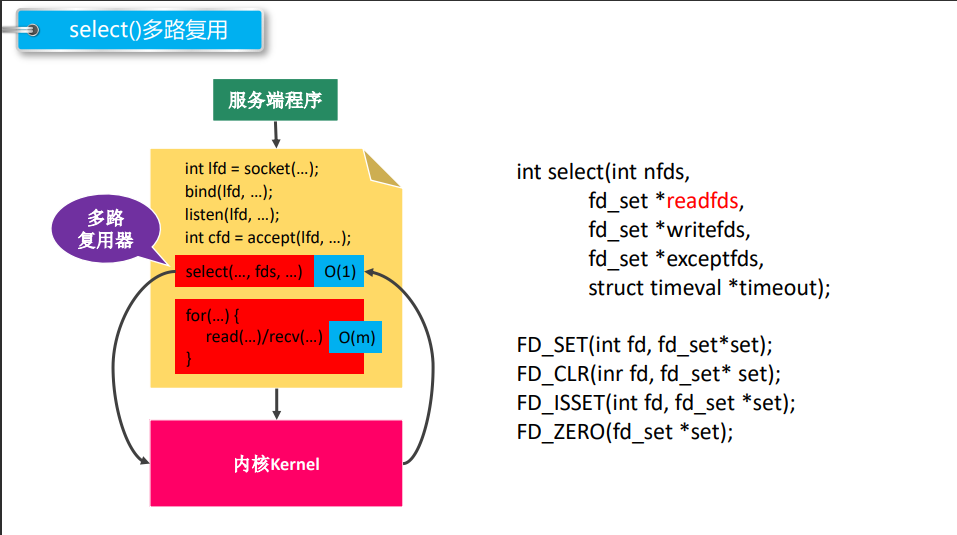 select()多路复用
服务端程序
int lfd = socket(…);
bind(lfd, …);
listen(lfd, …);
int cfd = accept(lfd, …);
多路
复用器
select(…, fds, …) O(1)
for(…) {
read(…)/recv(…) O(m)
}
内核Kernel
int select(int nfds,
fd_set *readfds,
fd_set *writefds,
fd_set *exceptfds,
struct timeval *timeout);
FD_SET(int fd, fd_set*set);
FD_CLR(inr fd, fd_set* set);
FD_ISSET(int fd, fd_set *set);
FD_ZERO(fd_set *set);